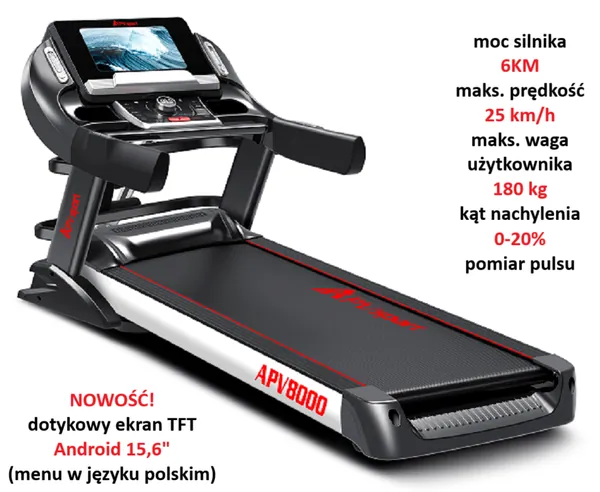 moc silnika
6KM
maks. prędkość
25 km/h
maks. waga
użytkownika
180 kg
kąt nachylenia
0-20%
pomiar pulsu
APV8000
NOWOŚĆ!
dotykowy ekran TFT
Android 15,6"
(menu w języku polskim)